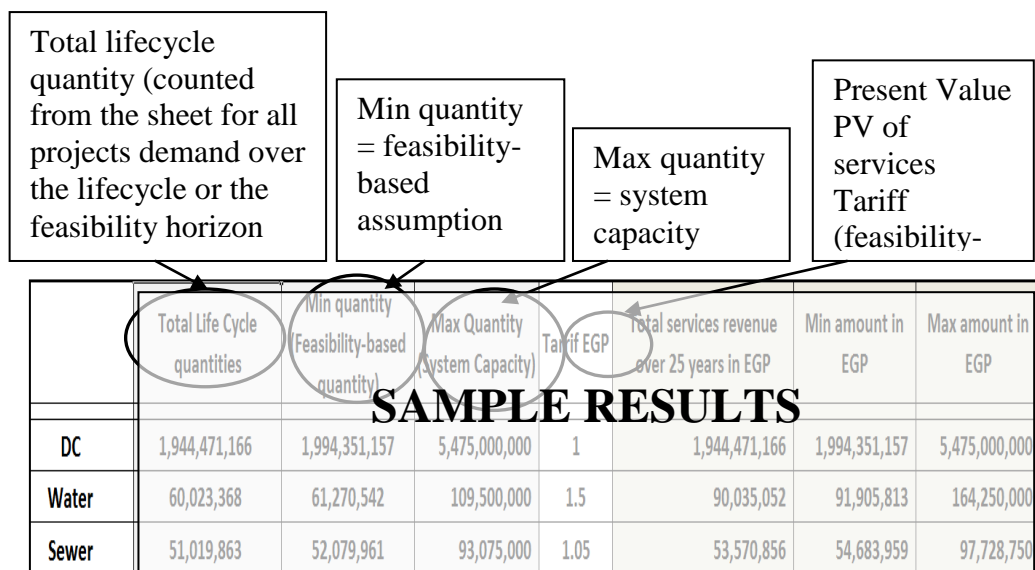 Total lifecycle
quantity (counted
from the sheet for all
projects demand over
the lifecycle or the
feasibility horizon
Min quantity
= feasibility-
based
assumption
Max quantity
= system
capacity
Present Value
PV of
services
Tariff
(feasibility-
Total Life Cycle
quantities
Min quantity
(Feasibility-based
quantity)
Max Quantity
(System Capacity)
Tarrif EGP
Total services revenue
over 25 years in EGP
Min amount in
EGP
Max amount in
EGP
SAMPLE RESULTS
DC 1,944,471,166 1,994,351,157 5,475,000,000 1 1,944,471,166 1,994,351,157 5,475,000,000
Water 60,023,368 61,270,542 109,500,000 1.5 90,035,052 91,905,813 164,250,000
Sewer 51,019,863 52,079,961 93,075,000 1.05 53,570,856 54,683,959 97,728,750